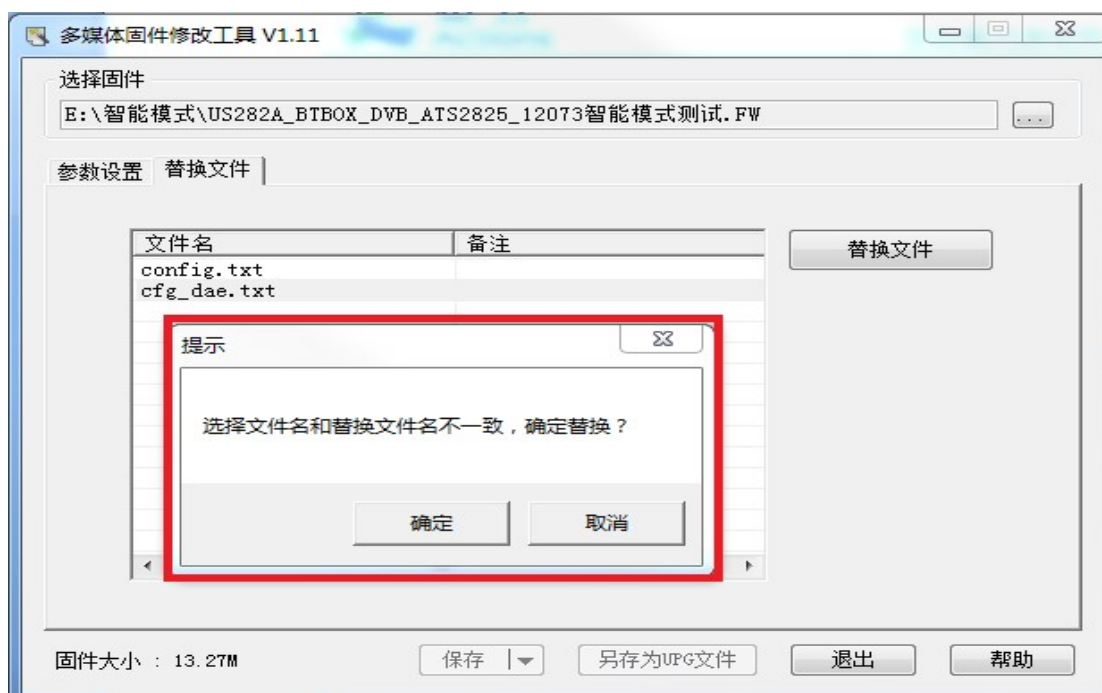 多媒体固件修改工具 V1.11
选择固件
E:\智能模式\US282A_BTBOX_DVB_ATS2825_12073智能模式测试.FW
...
参数设置 替换文件
文件名 备注 替换文件
config.txt
cfg_dae.txt
提示
选择文件名和替换文件名不一致，确定替换？
确定 取消
固件大小 : 13.27M 保存 另存为UPG文件 退出 帮助